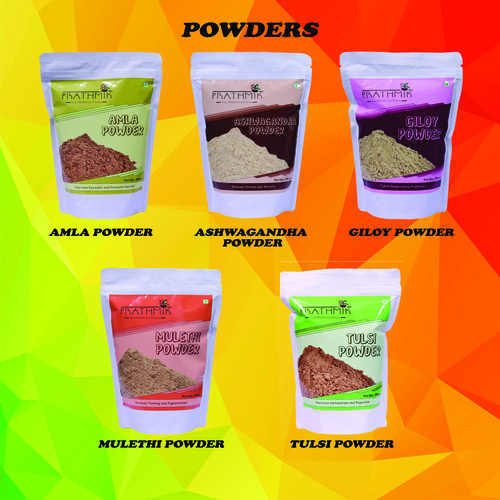 POWDERS
PRATHMIK
AMLA
POWDER
PRATHMIK
ASHWAGANDHA
POWDER
PRATHMIK
GILOY
POWDER
AMLA POWDER
ASHWAGANDHA
POWDER
GILOY POWDER
PRATHMIK
MULETHI
POWDER
PRATHMIK
TULSI
POWDER
MULETHI POWDER
TULSI POWDER